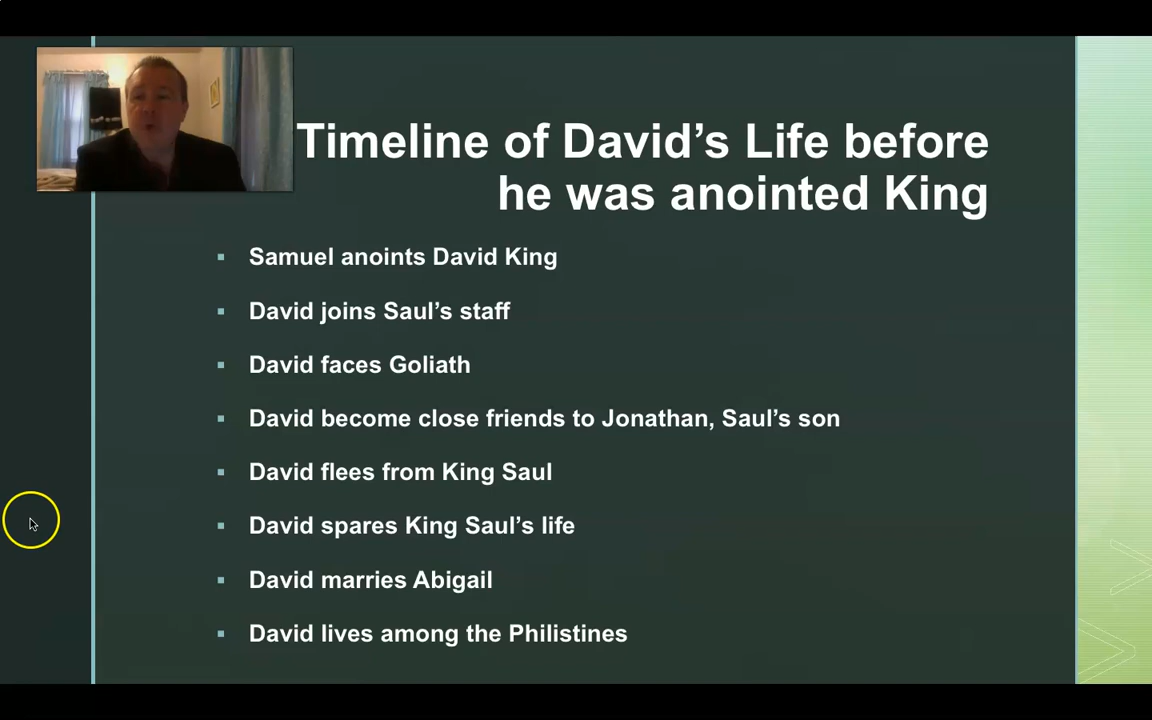 Timeline of David’s Life before
he was anointed King
▪ Samuel anoints David King
▪ David joins Saul’s staff
▪ David faces Goliath
▪ David become close friends to Jonathan, Saul’s son
▪ David flees from King Saul
▪ David spares King Saul’s life
▪ David marries Abigail
▪ David lives among the Philistines